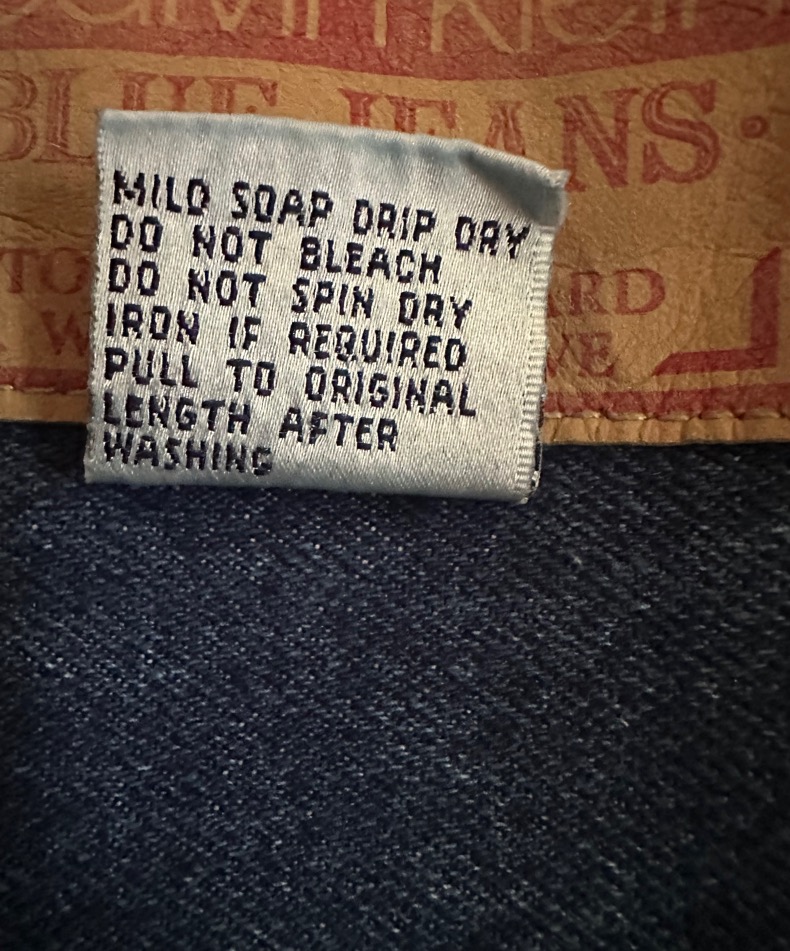 BLUE JEANS·
MILD SOAP DRIP DRY
DO NOT BLEACH
DO NOT SPIN DRY
IRON IF REQUIRED
PULL TO ORIGINAL
LENGTH AFTER
WASHING